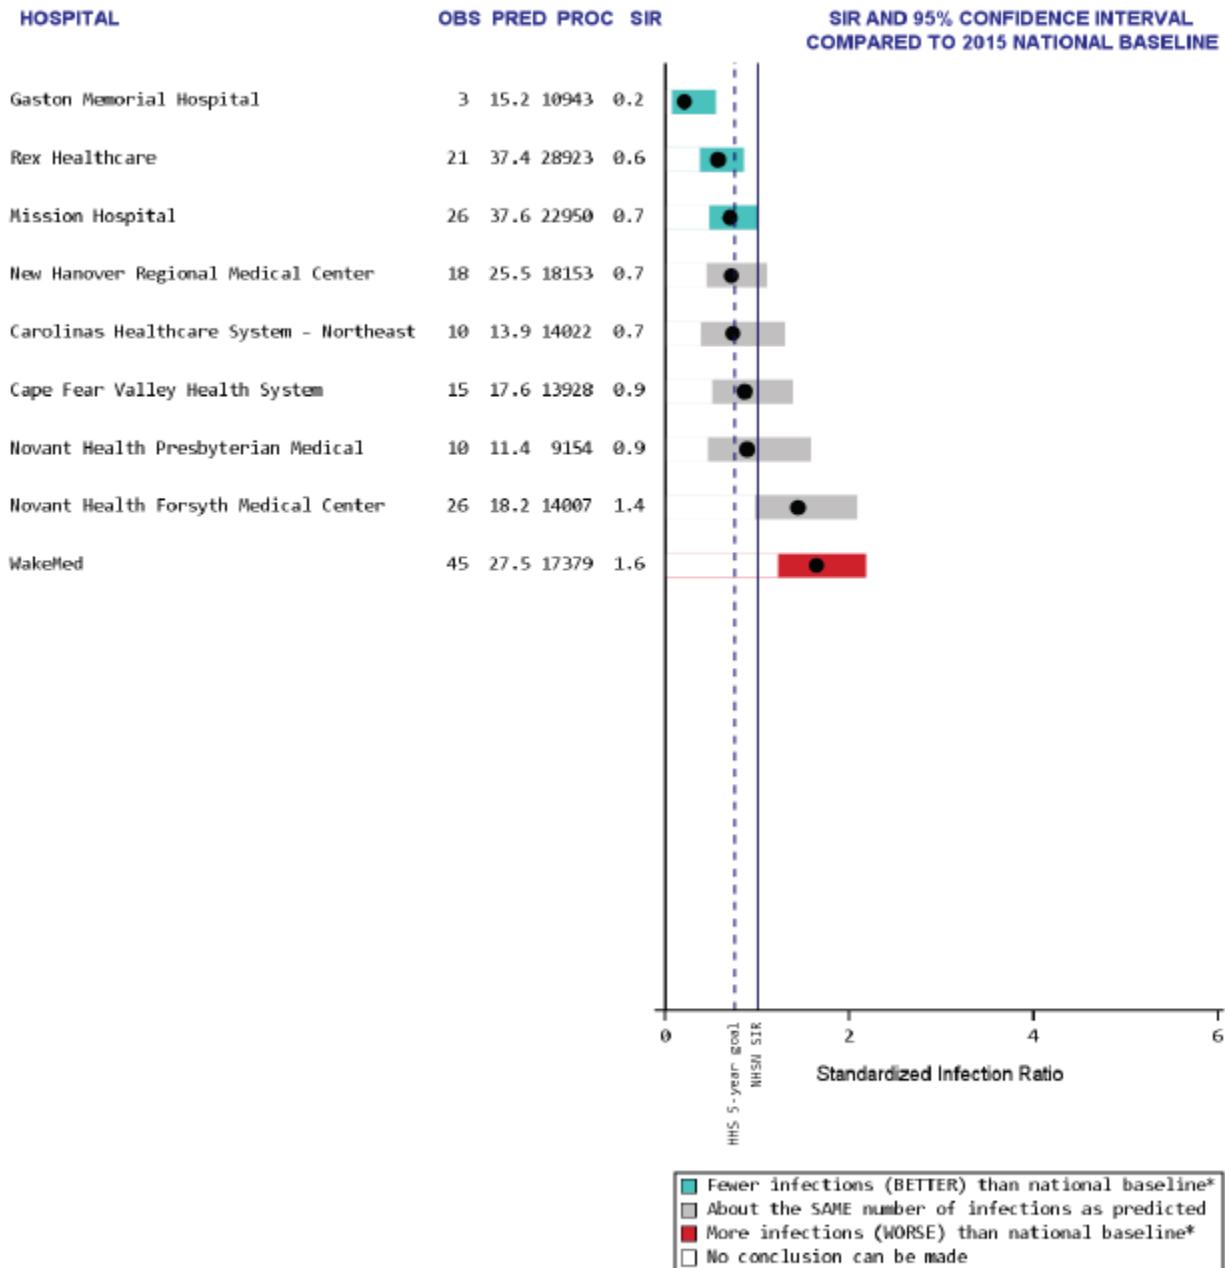 HOSPITAL OBS PRED PROC SIR SIR AND 95% CONFIDENCE INTERVAL
COMPARED TO 2015 NATIONAL BASELINE
Gaston Memorial Hospital 3 15.2 10943 0.2
Rex Healthcare 21 37.4 28923 0.6
Mission Hospital 26 37.6 22950 0.7
New Hanover Regional Medical Center 18 25.5 18153 0.7
Carolinas Healthcare System - Northeast 10 13.9 14022 0.7
Cape Fear Valley Health System 15 17.6 13928 0.9
Novant Health Presbyterian Medical 10 11.4 9154 0.9
Novant Health Forsyth Medical Center 26 18.2 14007 1.4
WakeMed 45 27.5 17379 1.6
0 2 4 6
HHS 5-year goal
NHSN SIR
Standardized Infection Ratio
Fewer infections (BETTER) than national baseline*
About the SAME number of infections as predicted
More infections (WORSE) than national baseline*
No conclusion can be made